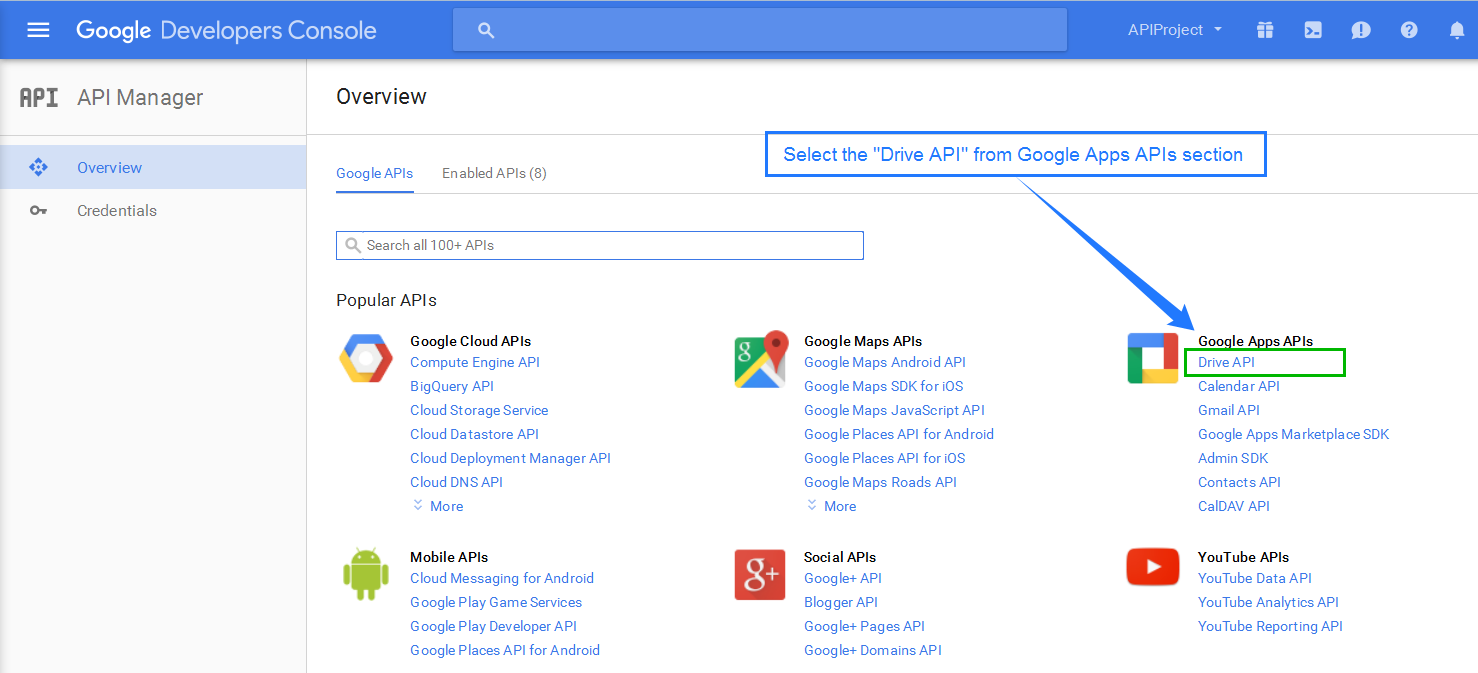 Google Developers Console
APIProject
API API Manager
Overview
Credentials
Overview
Select the "Drive API" from Google Apps APIs section
Google APIs
Enabled APIs (8)
Search all 100+ APIs
Popular APIs
Google Cloud APIs
Compute Engine API
BigQuery API
Cloud Storage Service
Cloud Datastore API
Cloud Deployment Manager API
Cloud DNS API
More
g
Google Maps APIs
Google Maps Android API
Google Maps SDK for iOS
Google Maps JavaScript API
Google Places API for Android
Google Places API for iOS
Google Maps Roads API
More
Google Apps APIs
Drive API
Calendar API
Gmail API
Google Apps Marketplace SDK
Admin SDK
Contacts API
CalDAV API
Mobile APIs
Cloud Messaging for Android
Google Play Game Services
Google Play Developer API
Google Places API for Android
g+
Social APIs
Google+ API
Blogger API
Google+ Pages API
Google+ Domains API
YouTube APIs
YouTube Data API
YouTube Analytics API
YouTube Reporting API